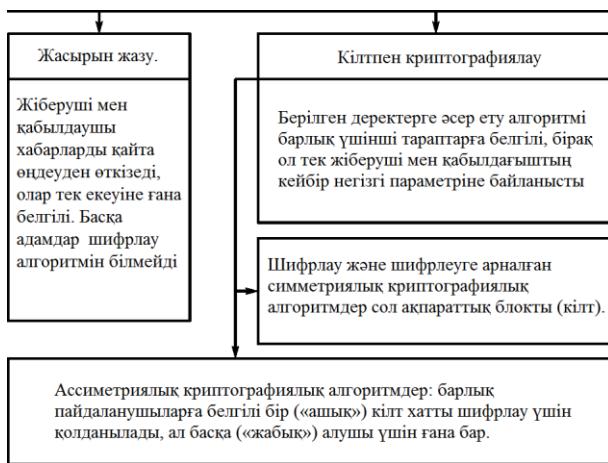 Жасырын жазу.
Жіберуші мен
қабылдаушы
хабарларды қайта
өңдеуден өткізеді,
олар тек екеуіне ғана
белгілі. Басқа
адамдар шифрлау
алгоритмін білмейді
Кілтпен криптографиялау
Берілген деректерге әсер ету алгоритмі
барлық үшінші тараптарға белгілі, бірақ
ол тек жіберуші мен қабылдағыштың
кейбір негізгі параметріне байланысты
Шифрлау және шифрлеуге арналған
симметриялық криптографиялық
алгоритмдер сол ақпараттық блокты (кілт).
Ассиметриялық криптографиялық алгоритмдер: барлық
пайдаланушыларға белгілі бір («ашық») кілт хатты шифрлау үшін
қолданылады, ал басқа («жабық») алушы үшін ғана бар.